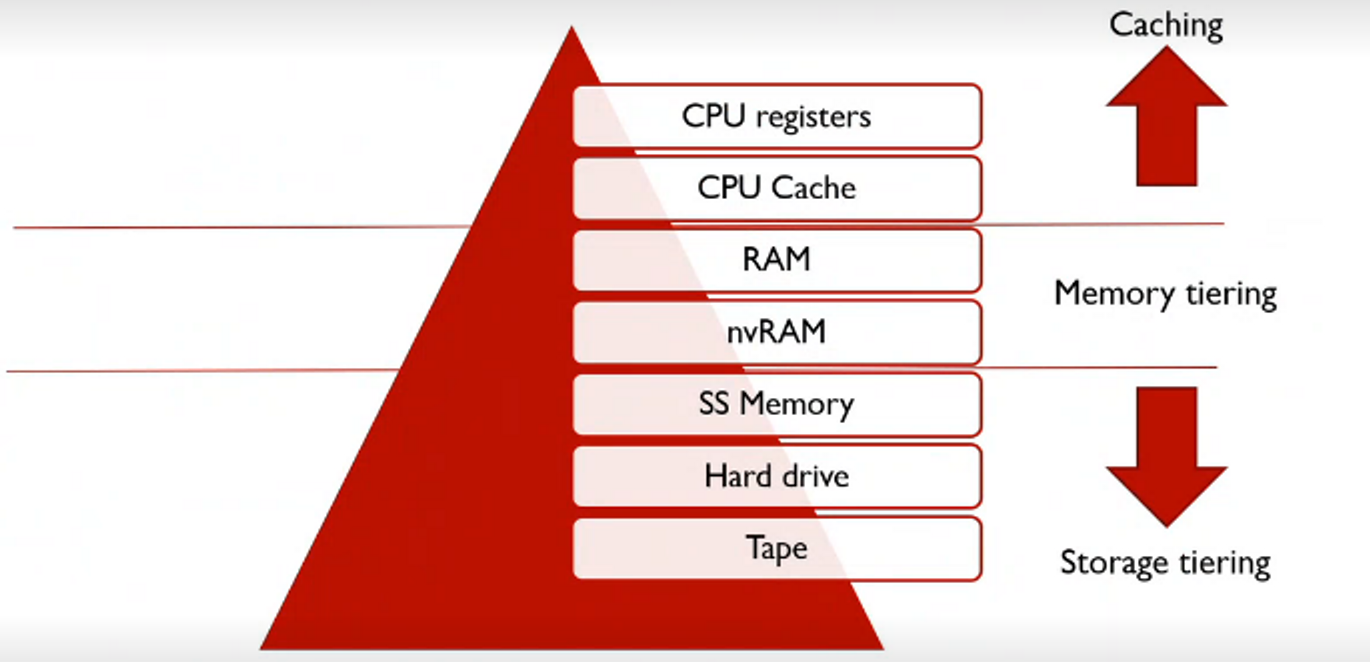 Caching
CPU registers
CPU Cache
RAM
Memory tiering
nvRAM
SS Memory
Hard drive
Tape
Storage tiering